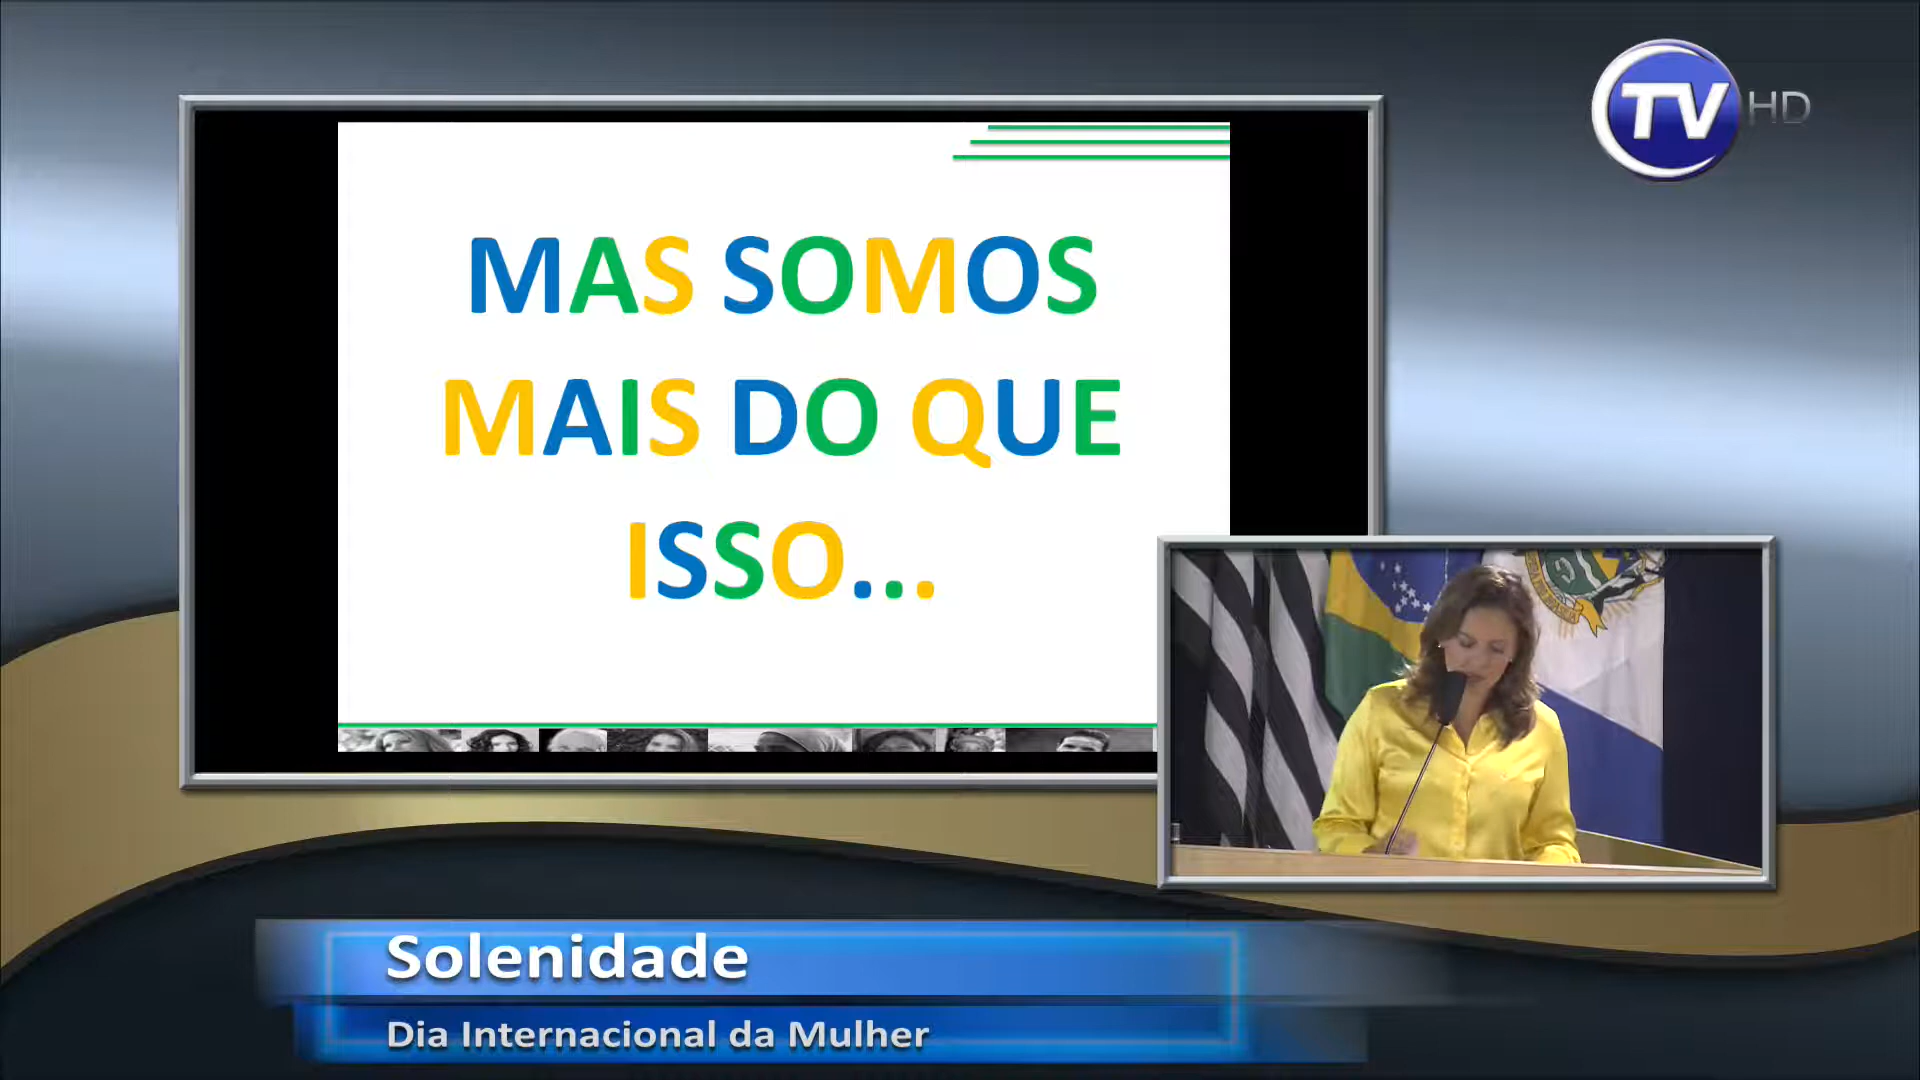 TV HD
MAS SOMOS
MAIS DO QUE
ISSO...
Solenidade
Dia Internacional da Mulher